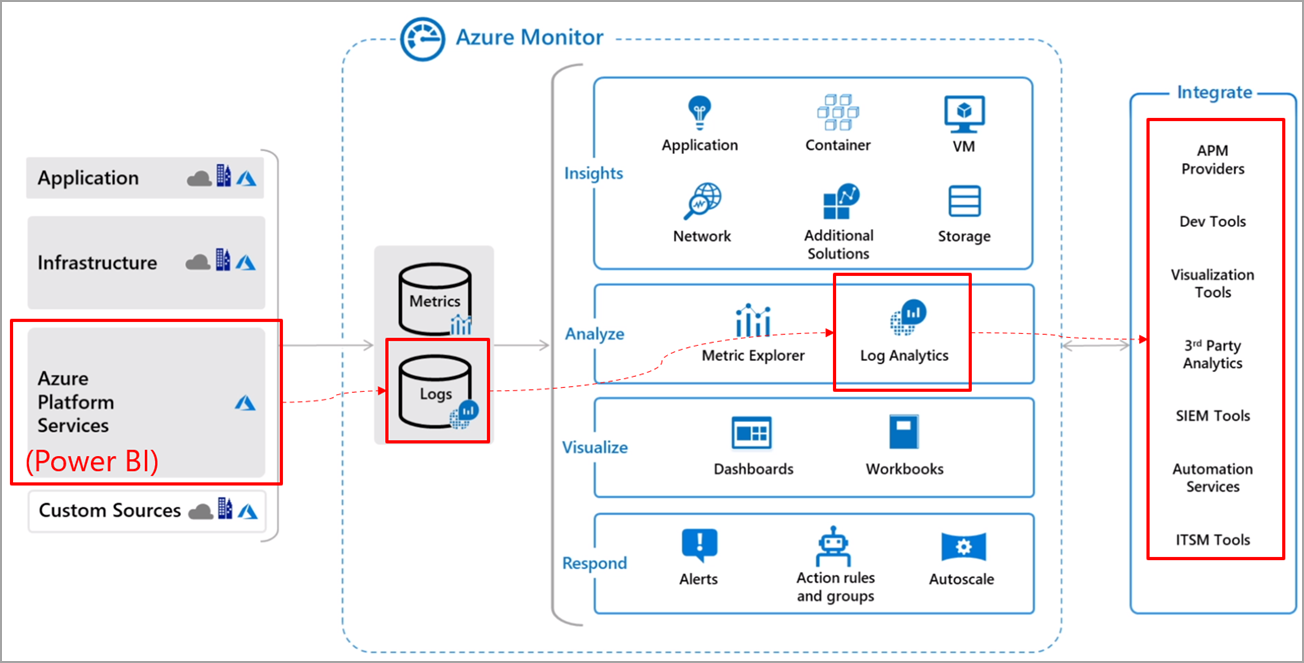 Azure Monitor
Application
Infrastructure
Azure
Platform
Services
(Power BI)
Custom Sources
Metrics
Logs
Insights
Application
Container
VM
Network
Additional
Solutions
Storage
Analyze
Metric Explorer
Log Analytics
Visualize
Dashboards
Workbooks
Respond
Alerts
Action rules
and groups
Autoscale
Integrate
APM
Providers
Dev Tools
Visualization
Tools
3rd Party
Analytics
SIEM Tools
Automation
Services
ITSM Tools